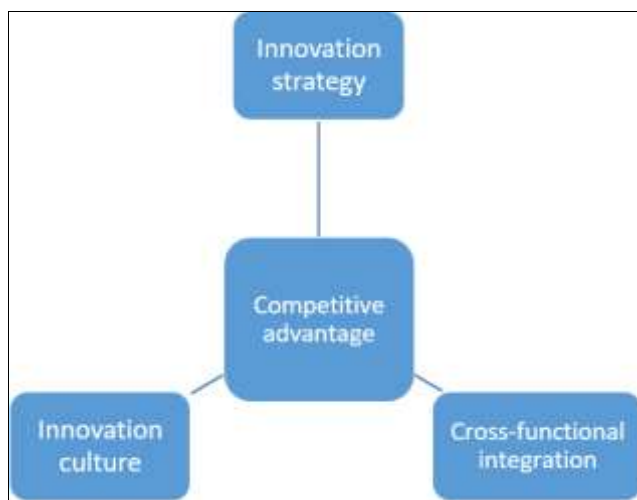 Innovation
strategy
Competitive
advantage
Innovation
culture
Cross-functional
integration